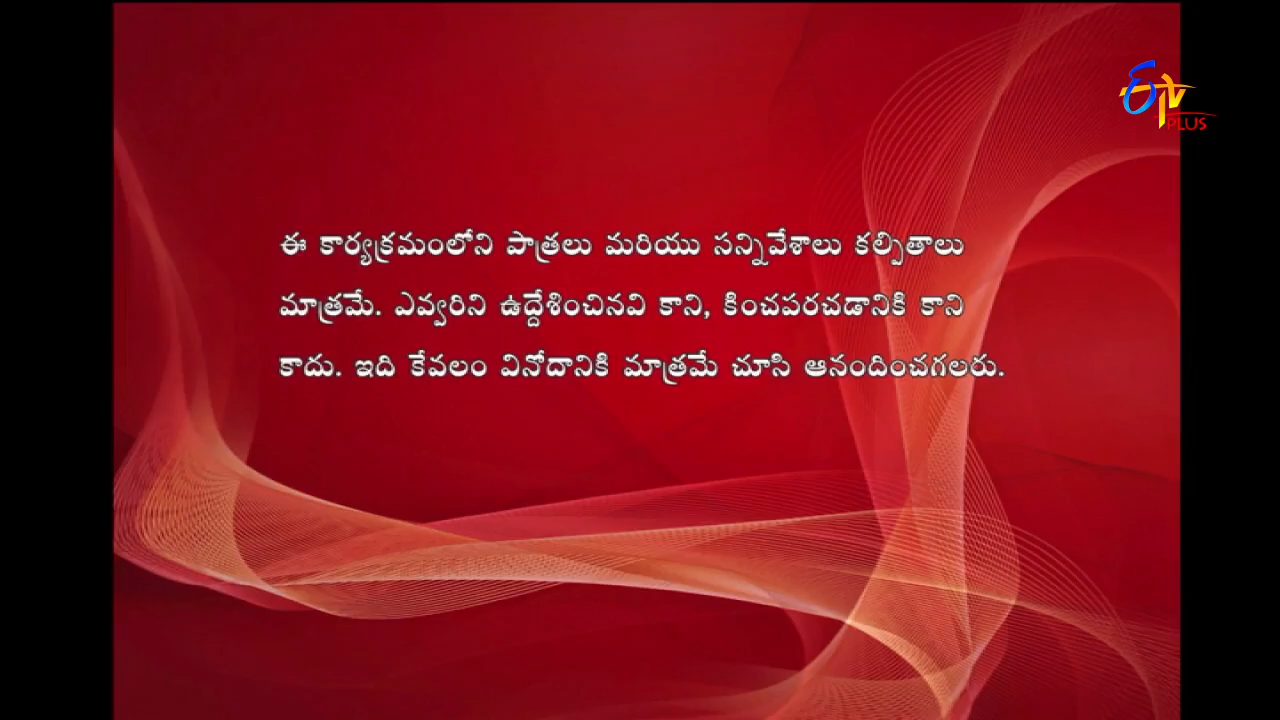 ETV
PLUS
ఈ కార్యక్రమంలోని పాత్రలు మరియు సన్నివేశాలు కల్పితాలు
మాత్రమే. ఎవ్వరిని ఉద్దేశించినవి కాని, కించపరచడానికి కాని
కాదు. ఇది కేవలం వినోదానికి మాత్రమే చూసి ఆనందించగలరు.